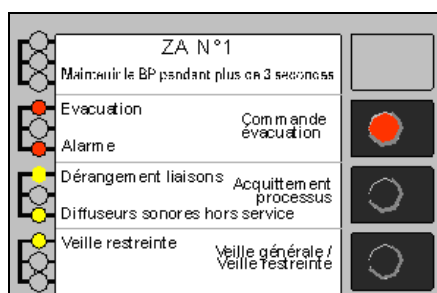 ZA N°1
Maintenir le BP pendant plus de 3 secondes
Evacuation
Commande
évacuation
Alarme
Dérangement liaisons
Acquittement
processus
Diffuseurs sonores hors service
Veille restreinte
Veille générale /
Veille restreinte